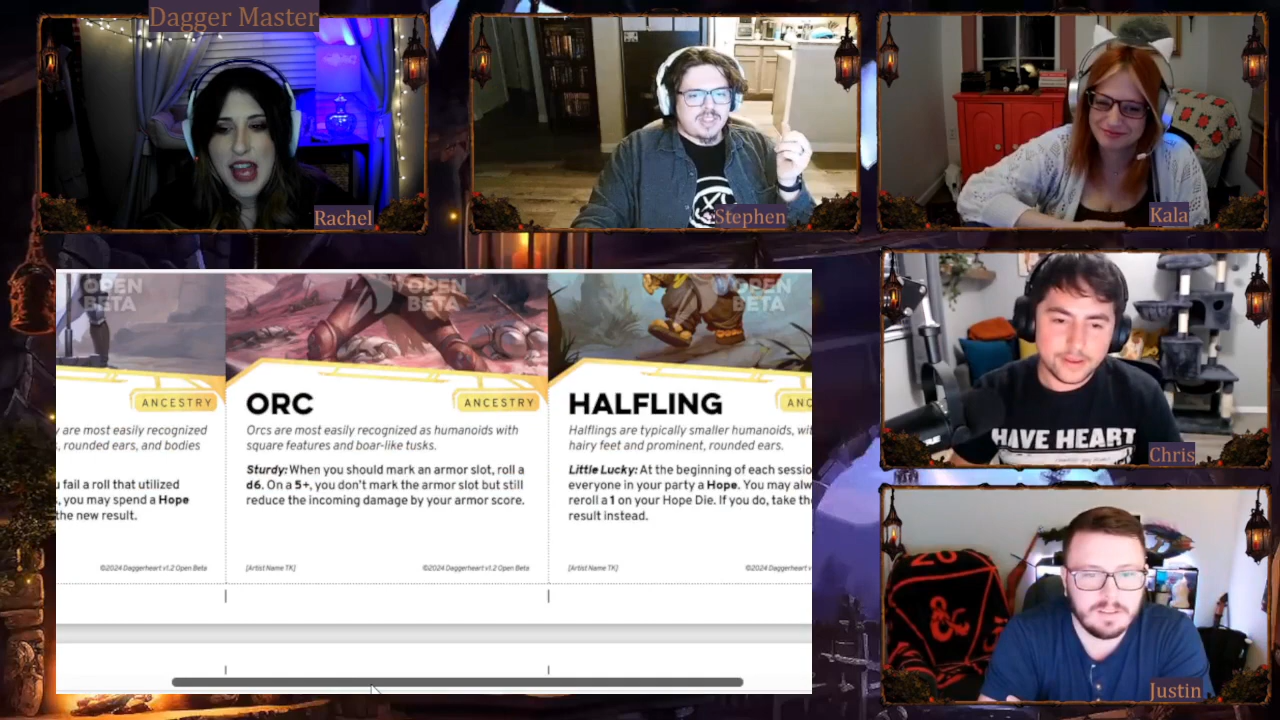 Dagger Master
Rachel
Stephen
Kala
OPEN
BETA
OPEN
BETA
OPEN
BETA
ANCESTRY
y are most easily recognized
, rounded ears, and bodies
u fail a roll that utilized
, you may spend a Hope
the new result.
©2024 Daggerheart v1.2 Open Beta
ORC
ANCESTRY
Orcs are most easily recognized as humanoids with
square features and boar-like tusks.
Sturdy: When you should mark an armor slot, roll a
d6. On a 5+, you don't mark the armor slot but still
reduce the incoming damage by your armor score.
[Artist Name TK]
©2024 Daggerheart v1.2 Open Beta
HALFLING
ANC
Halflings are typically smaller humanoids, wit
hairy feet and prominent, rounded ears.
Little Lucky: At the beginning of each sessio
everyone in your party a Hope. You may alw
reroll a 1 on your Hope Die. If you do, take th
result instead.
[Artist Name TK]
©2024 Daggerheart v
HAVE HEART
Chris
20
&
Justin